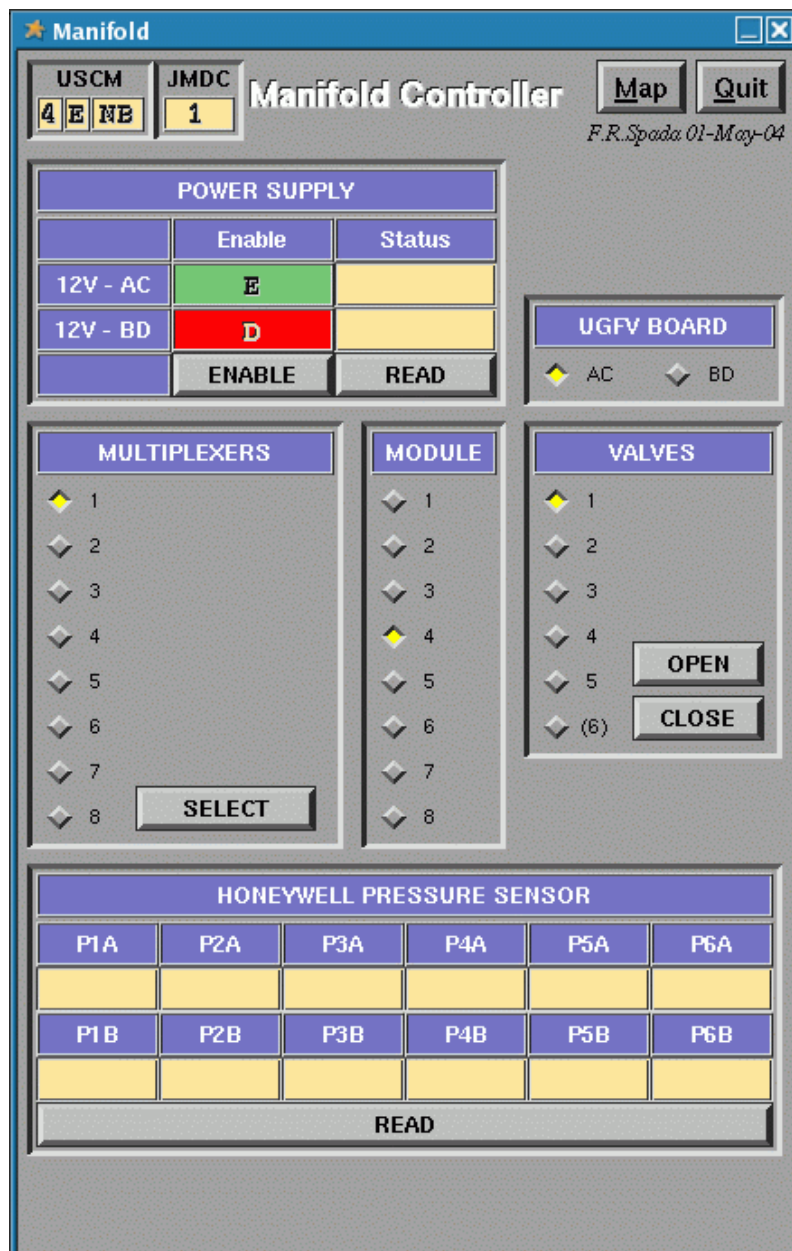 Manifold
USCM JMDC
4 E NB 1
Manifold Controller
Map Quit
F.R.Spada 01-May-04
POWER SUPPLY
Enable Status
12V - AC E
12V - BD D
ENABLE READ
UGFV BOARD
AC BD
MULTIPLEXERS
1
2
3
4
5
6
7
8
SELECT
MODULE
1
2
3
4
5
6
7
8
VALVES
1
2
3
4
5
(6)
OPEN
CLOSE
HONEYWELL PRESSURE SENSOR
P1A P2A P3A P4A P5A P6A
P1B P2B P3B P4B P5B P6B
READ